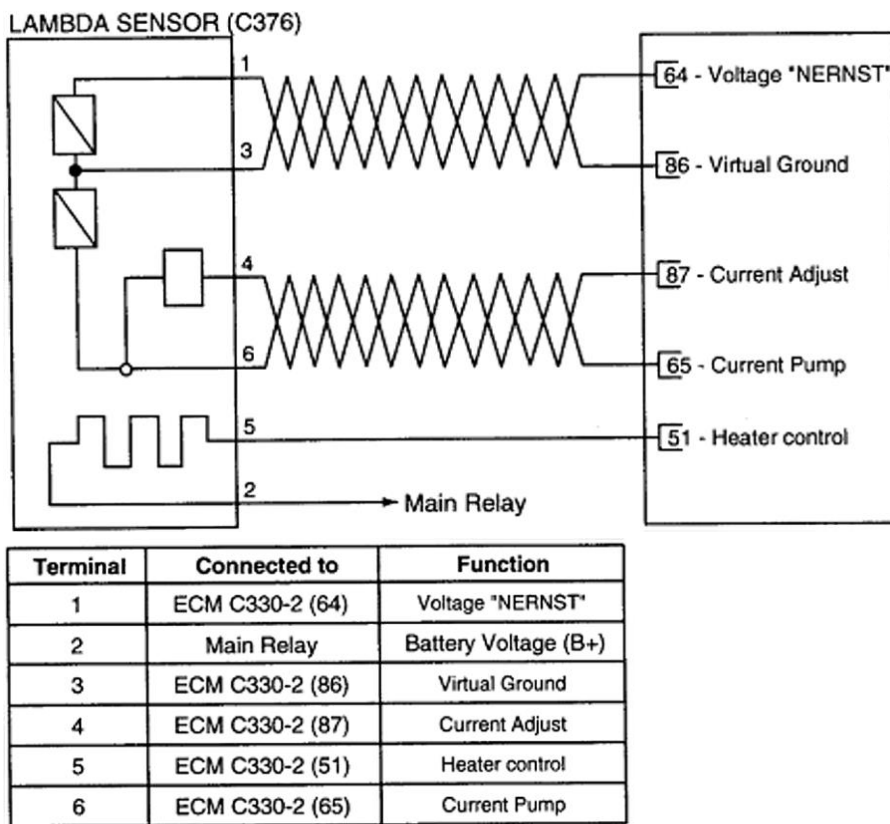 LAMBDA SENSOR (C376)
1
64 - Voltage "NERNST"
3
86 - Virtual Ground
4
87 - Current Adjust
6
65 - Current Pump
5
51 - Heater control
2
Main Relay
Terminal Connected to Function
1 ECM C330-2 (64) Voltage "NERNST"
2 Main Relay Battery Voltage (B+)
3 ECM C330-2 (86) Virtual Ground
4 ECM C330-2 (87) Current Adjust
5 ECM C330-2 (51) Heater control
6 ECM C330-2 (65) Current Pump